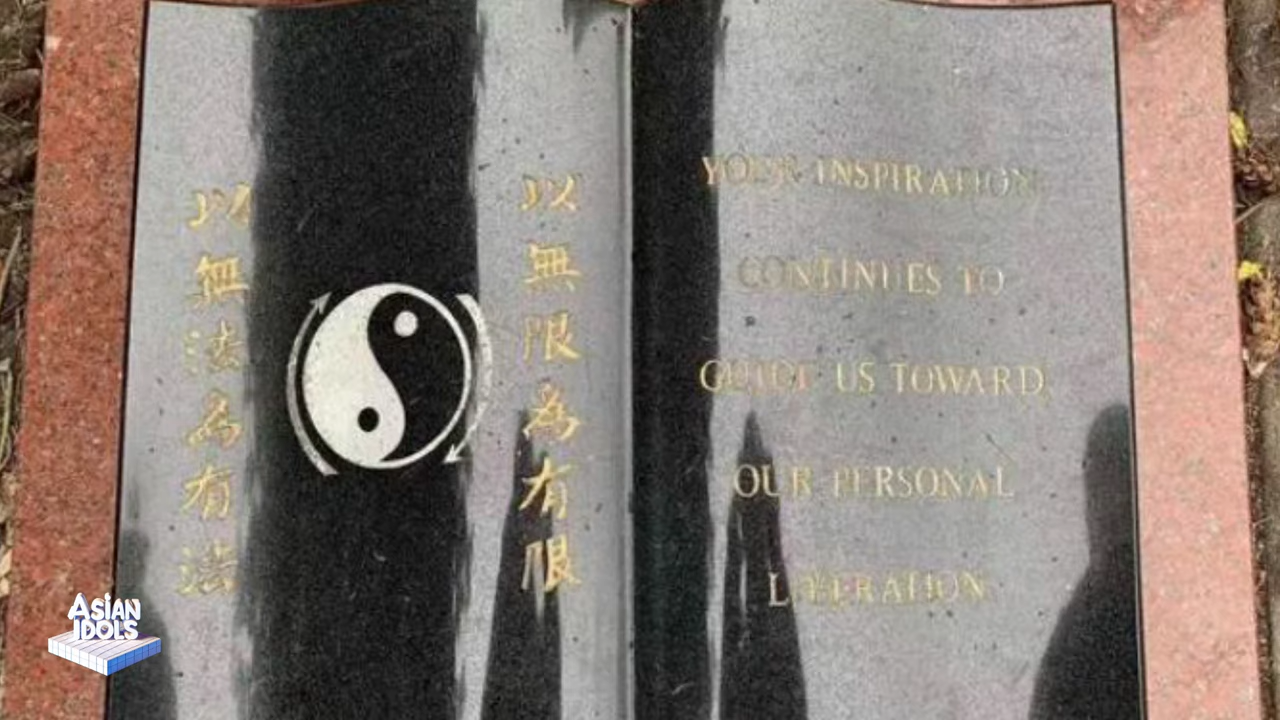 以無限為有限
以無法為有法
YOUR INSPIRATION
CONTINUES TO
GUIDE US TOWARD
OUR PERSONAL
LIBERATION
ASIAN
IDOLS